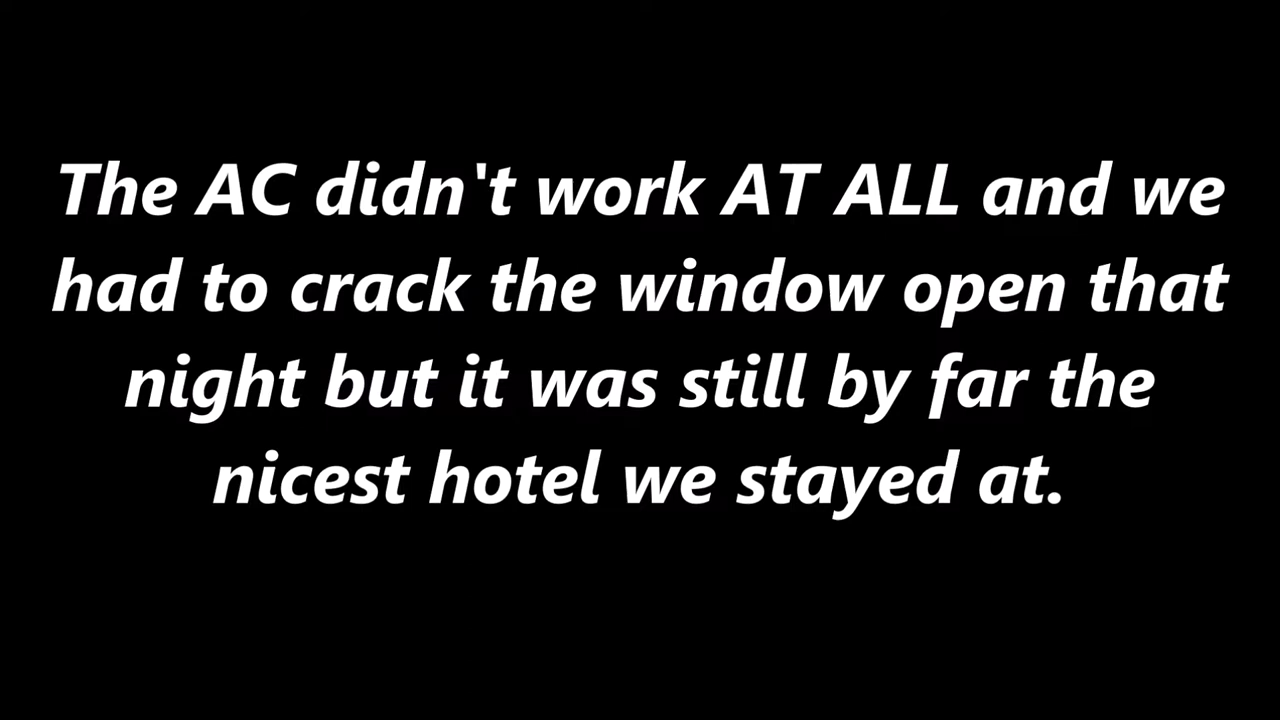 The AC didn't work AT ALL and we
had to crack the window open that
night but it was still by far the
nicest hotel we stayed at.